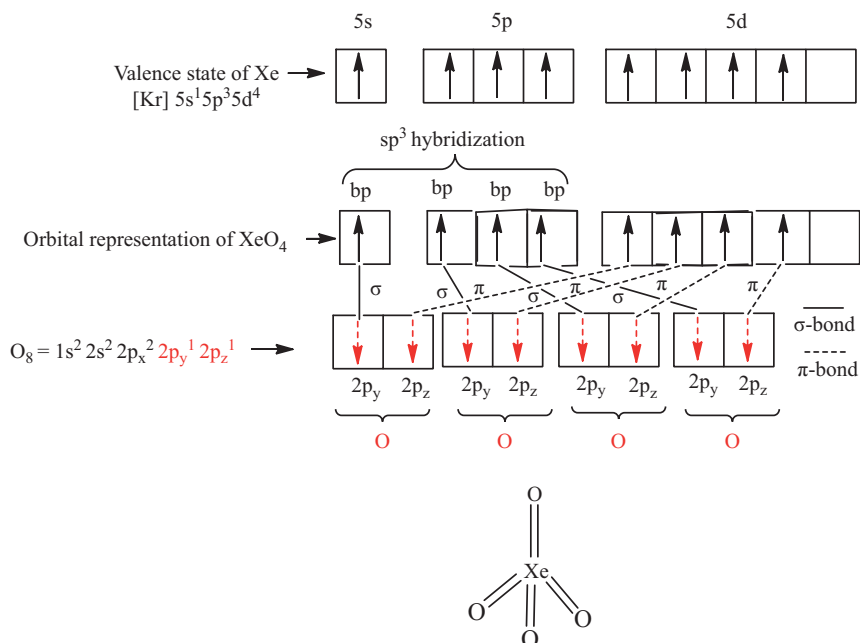 5s 5p 5d
Valence state of Xe
[Kr] 5s¹5p³5d⁴
sp³ hybridization
bp bp bp bp
Orbital representation of XeO₄
σ σ π σ π σ π π
σ-bond
O₈ = 1s² 2s² 2pₓ² 2p_y¹ 2p_z¹
π-bond
2p_y 2p_z 2p_y 2p_z 2p_y 2p_z 2p_y 2p_z
O O O O
O
Xe
O O
O